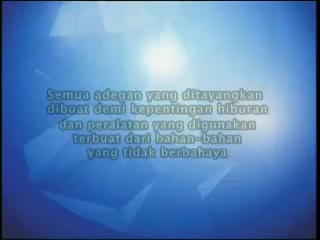 Semua adegan yang ditayangkan
dibuat demi kepentingan hiburan
dan peralatan yang digunakan
terbuat dari bahan-bahan
yang tidak berbahaya